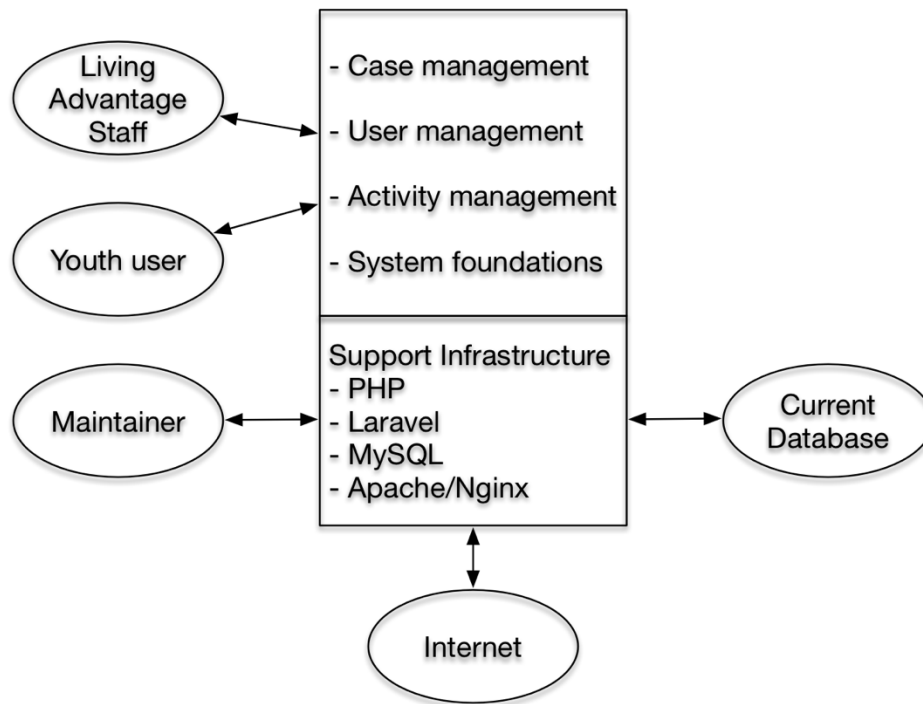 Living
Advantage
Staff
- Case management
- User management
- Activity management
- System foundations
Youth user
Support Infrastructure
- PHP
- Laravel
- MySQL
- Apache/Nginx
Maintainer
Current
Database
Internet